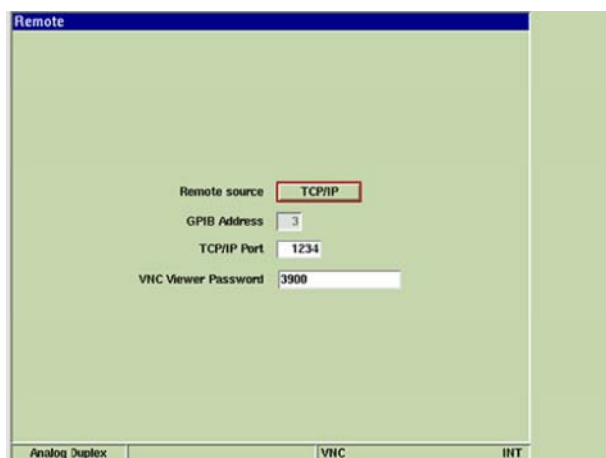 Remote
Remote source TCP/IP
GPIB Address 3
TCP/IP Port 1234
VNC Viewer Password 3900
Analog Duplex VNC INT